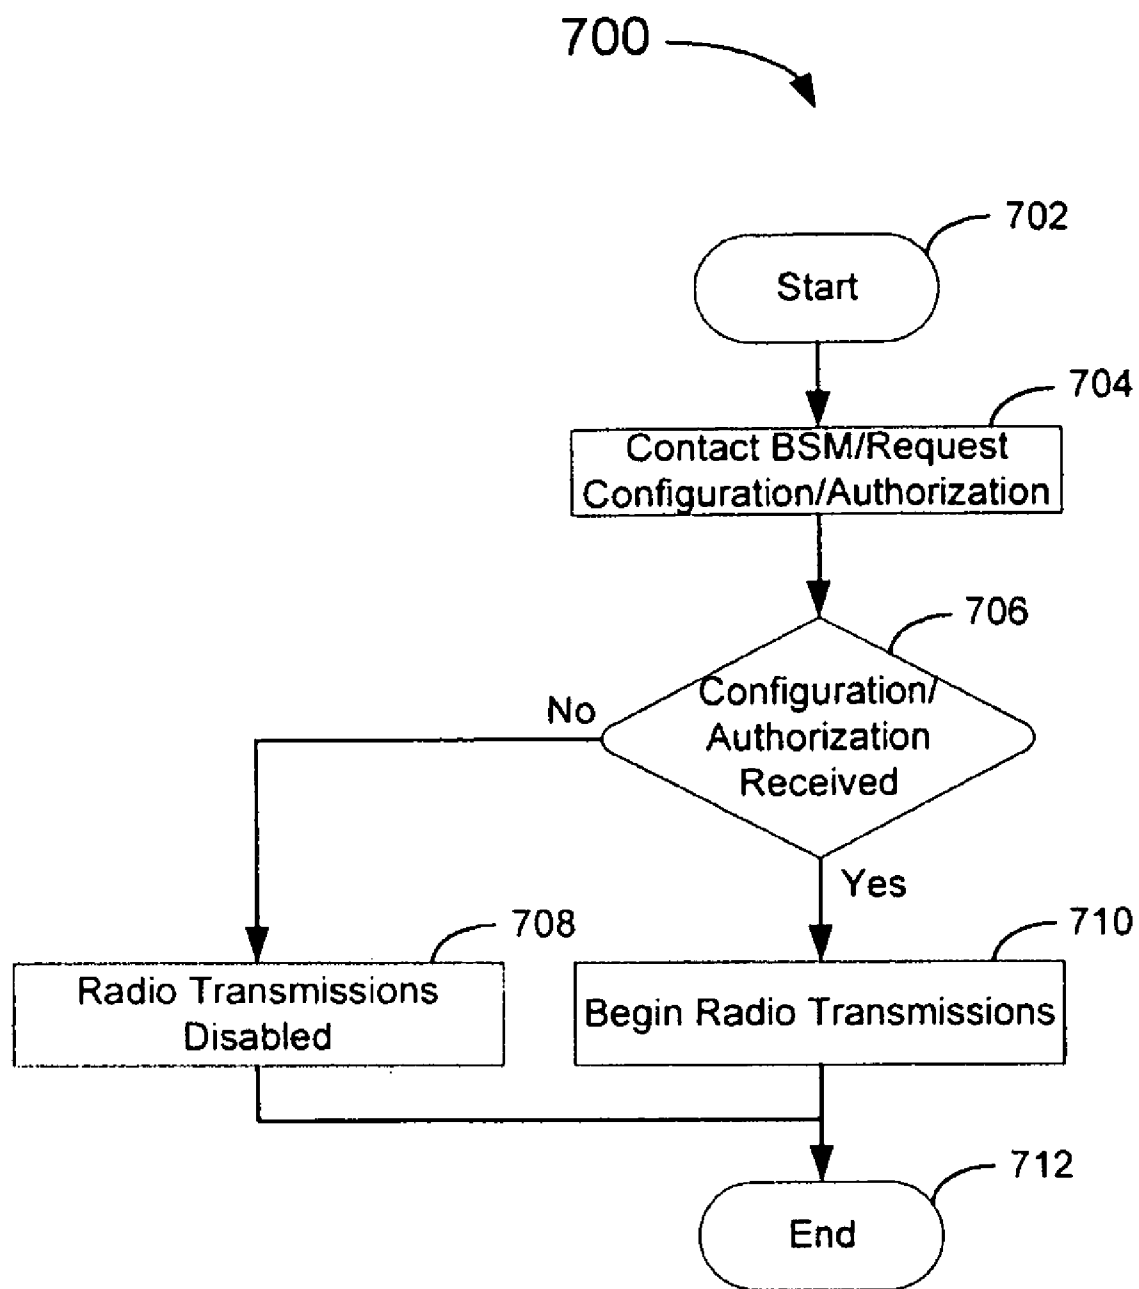 700
702
Start
704
Contact BSM/Request
Configuration/Authorization
706
Configuration/
Authorization
Received
No
Yes
708
Radio Transmissions
Disabled
710
Begin Radio Transmissions
712
End